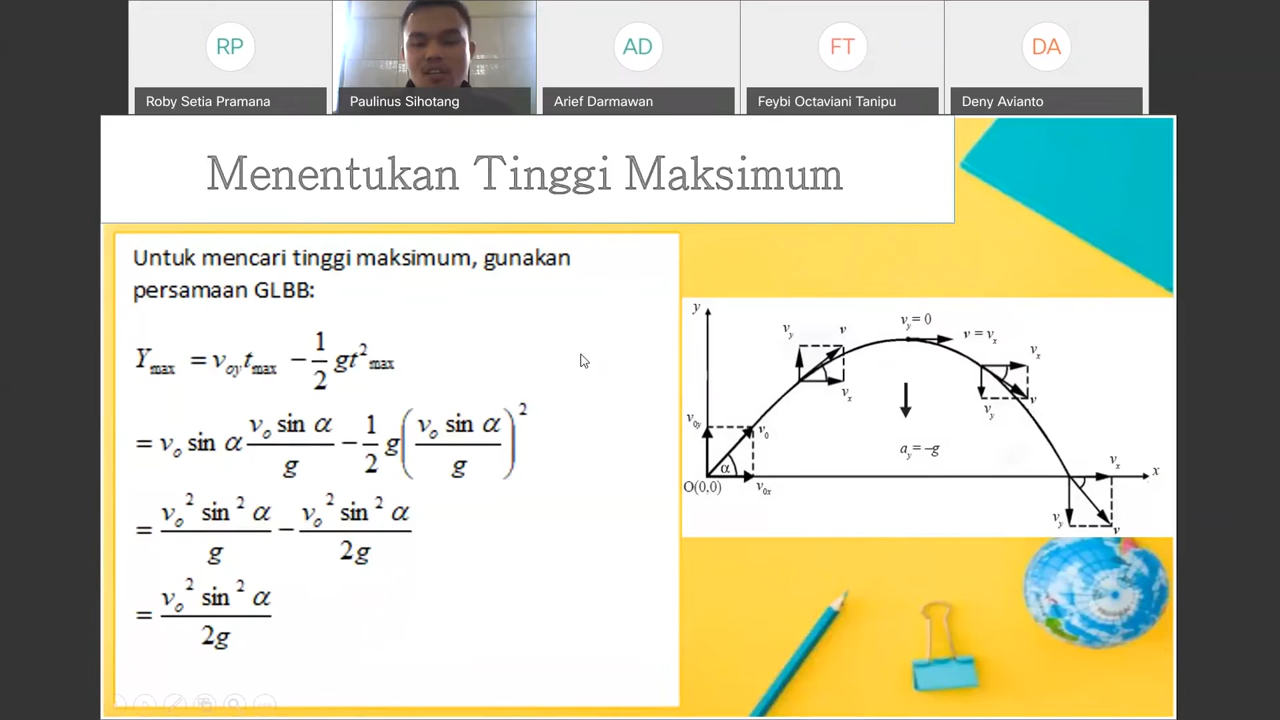 RP
AD
FT
DA
Roby Setia Pramana
Paulinus Sihotang
Arief Darmawan
Feybi Octaviani Tanipu
Deny Avianto
Menentukan Tinggi Maksimum
Untuk mencari tinggi maksimum, gunakan
persamaan GLBB:
Y_max = v_oy t_max − 1/2 gt²_max
= v_o sin α (v_o sin α)/g − 1/2 g((v_o sin α)/g)²
= (v_o² sin² α)/g − (v_o² sin² α)/2g
= (v_o² sin² α)/2g
y
v_y = 0
v_y
v
v = v_x
v_x
v_x
v_y
v
v_0y
v_0
a_y = −g
α
v_x
x
O(0,0)
v_0x
v_y
v